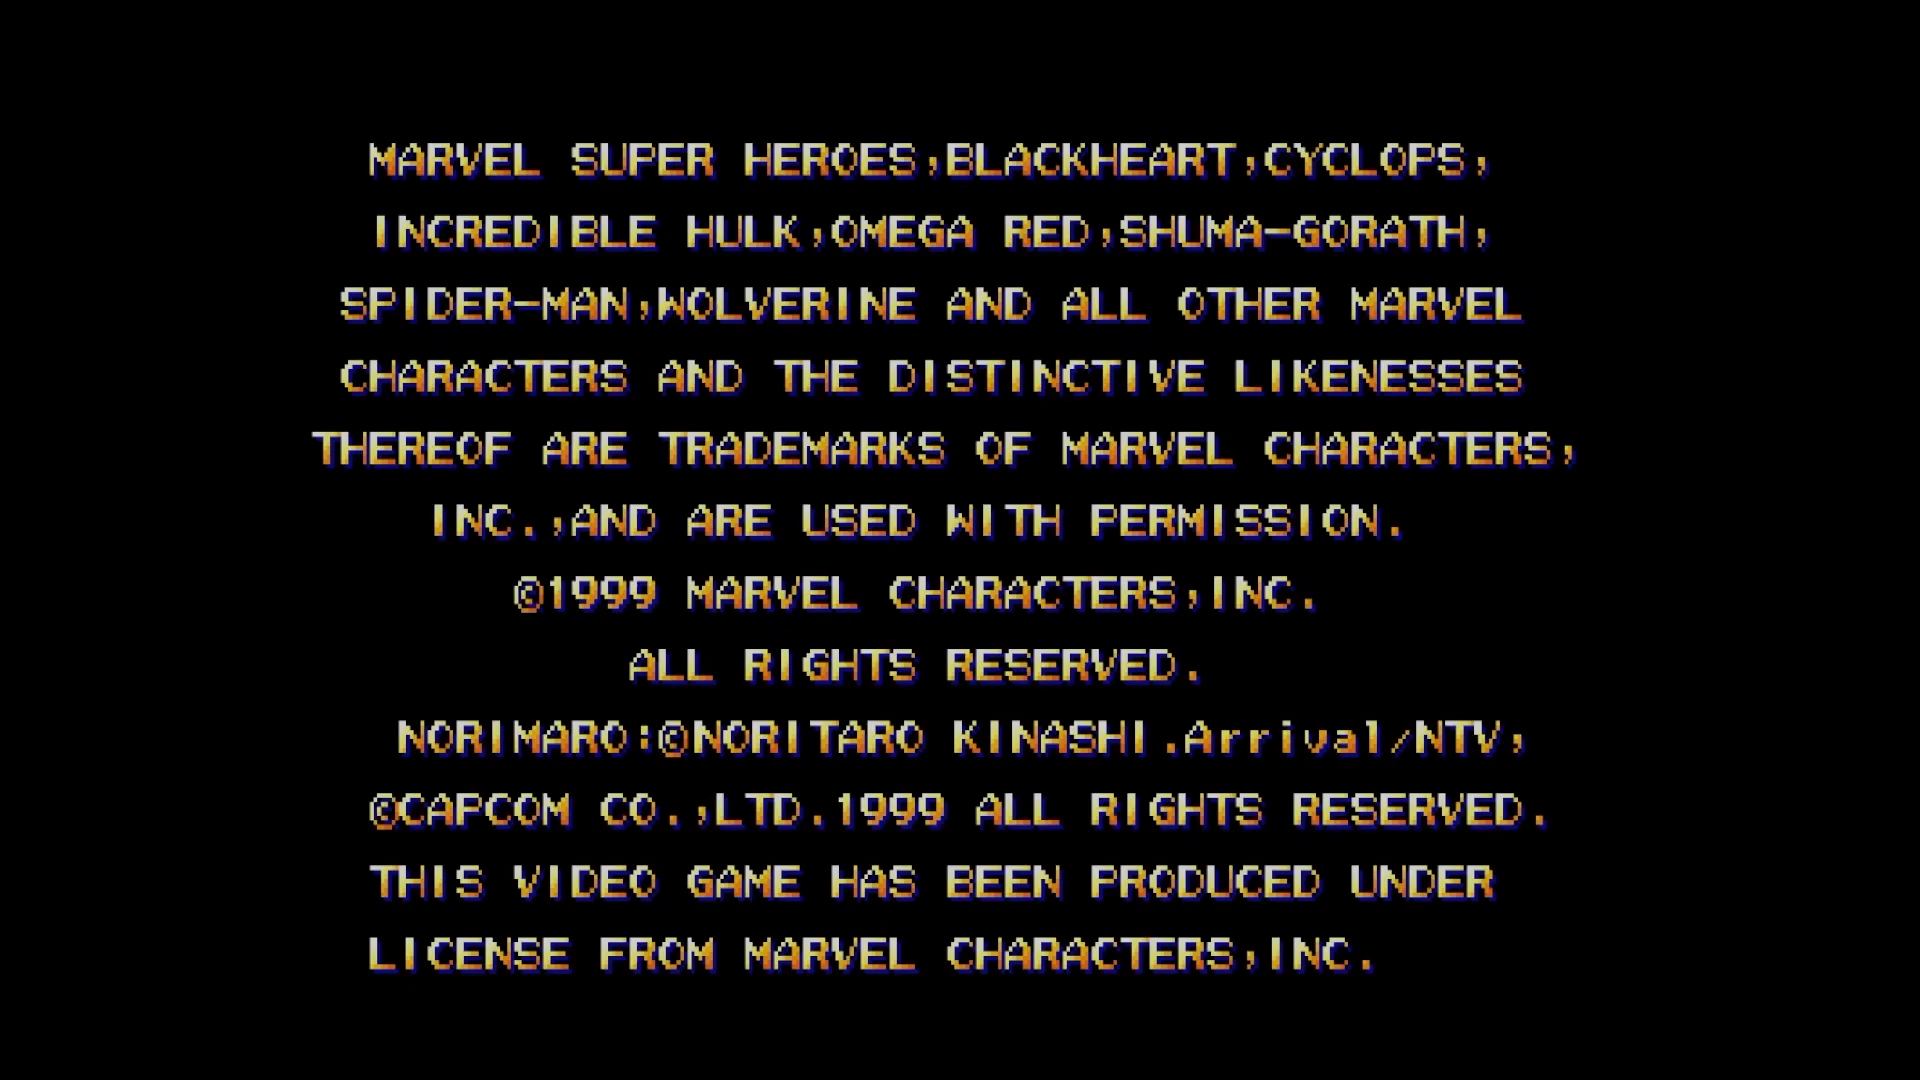 MARVEL SUPER HEROES,BLACKHEART,CYCLOPS,
INCREDIBLE HULK,OMEGA RED,SHUMA-GORATH,
SPIDER-MAN,WOLVERINE AND ALL OTHER MARVEL
CHARACTERS AND THE DISTINCTIVE LIKENESSES
THEREOF ARE TRADEMARKS OF MARVEL CHARACTERS,
INC.,AND ARE USED WITH PERMISSION.
©1999 MARVEL CHARACTERS,INC.
ALL RIGHTS RESERVED.
NORIMARO:©NORITARO KINASHI.Arrival/NTV,
©CAPCOM CO.,LTD.1999 ALL RIGHTS RESERVED.
THIS VIDEO GAME HAS BEEN PRODUCED UNDER
LICENSE FROM MARVEL CHARACTERS,INC.